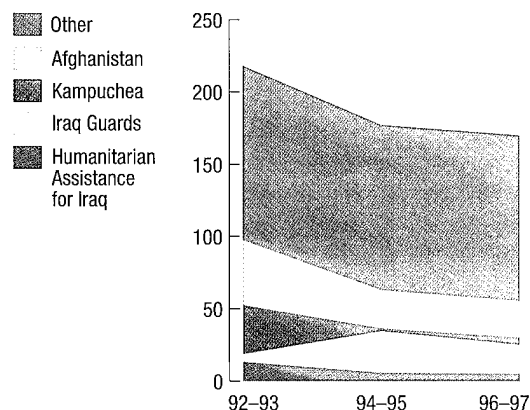 Other
Afghanistan
Kampuchea
Iraq Guards
Humanitarian
Assistance
for Iraq
250
200
150
100
50
0
92–93
94–95
96–97